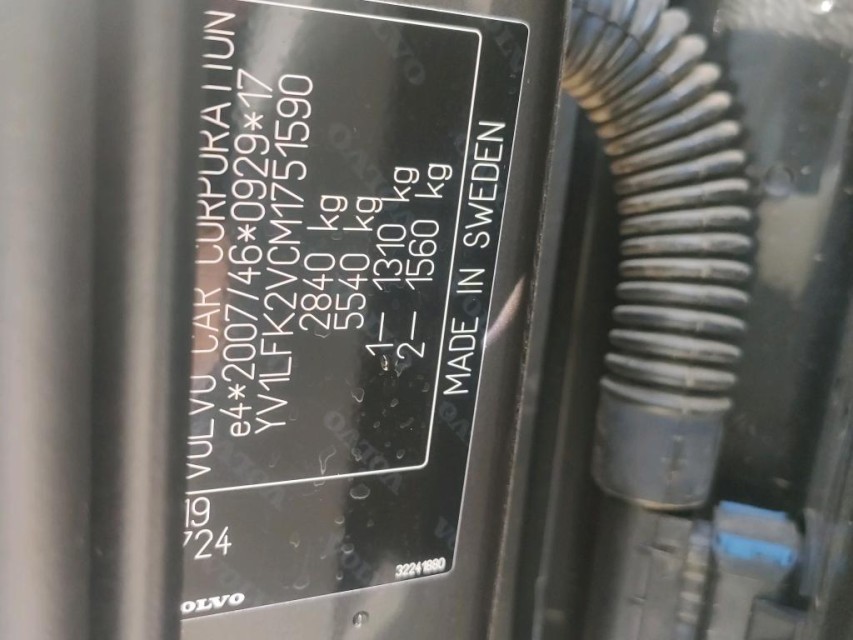 VOLVO CAR CORPORATION
e4*2007/46*0929*17
YV1LFK2VCM1751590
2840 kg
5540 kg
1— 1310 kg
2— 1560 kg
MADE IN SWEDEN
19
724
32241880
OLVO